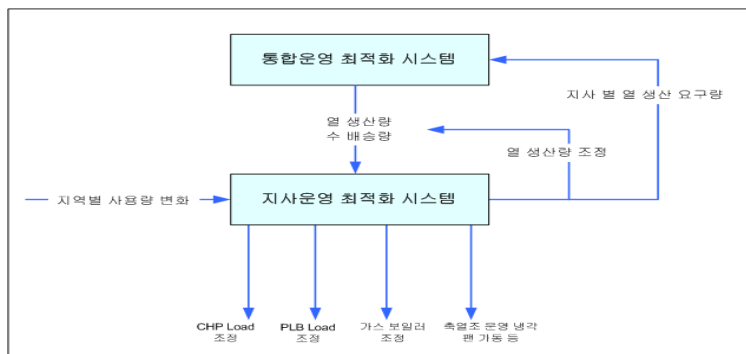 통합운영 최적화 시스템
지사 별 열 생산 요구량
열 생산량
수 배송량
열 생산량 조정
지역별 사용량 변화
지사운영 최적화 시스템
CHP Load
조정
PLB Load
조정
가스 보일러
조정
축열조 운영 냉각
팬 가동 등